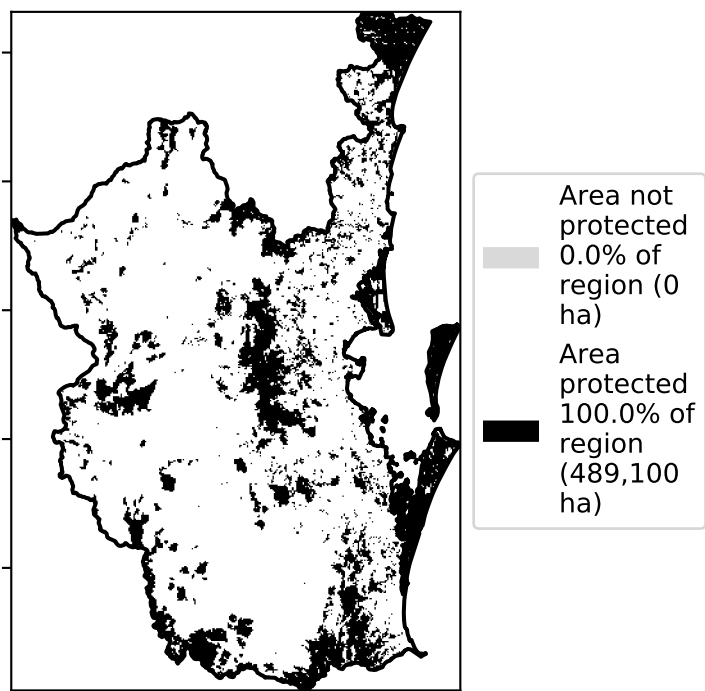 Area not
protected
0.0% of
region (0
ha)
Area
protected
100.0% of
region
(489,100
ha)